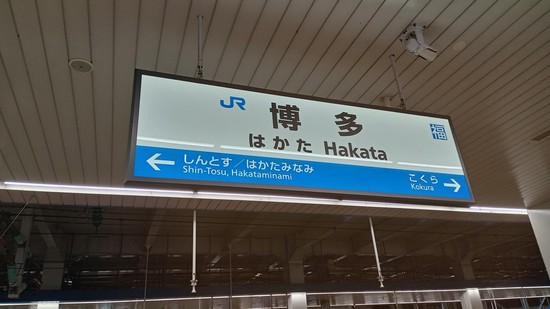 JR 博多 福
はかた Hakata
← しんとす／はかたみなみ こくら →
Shin-Tosu, Hakataminami Kokura